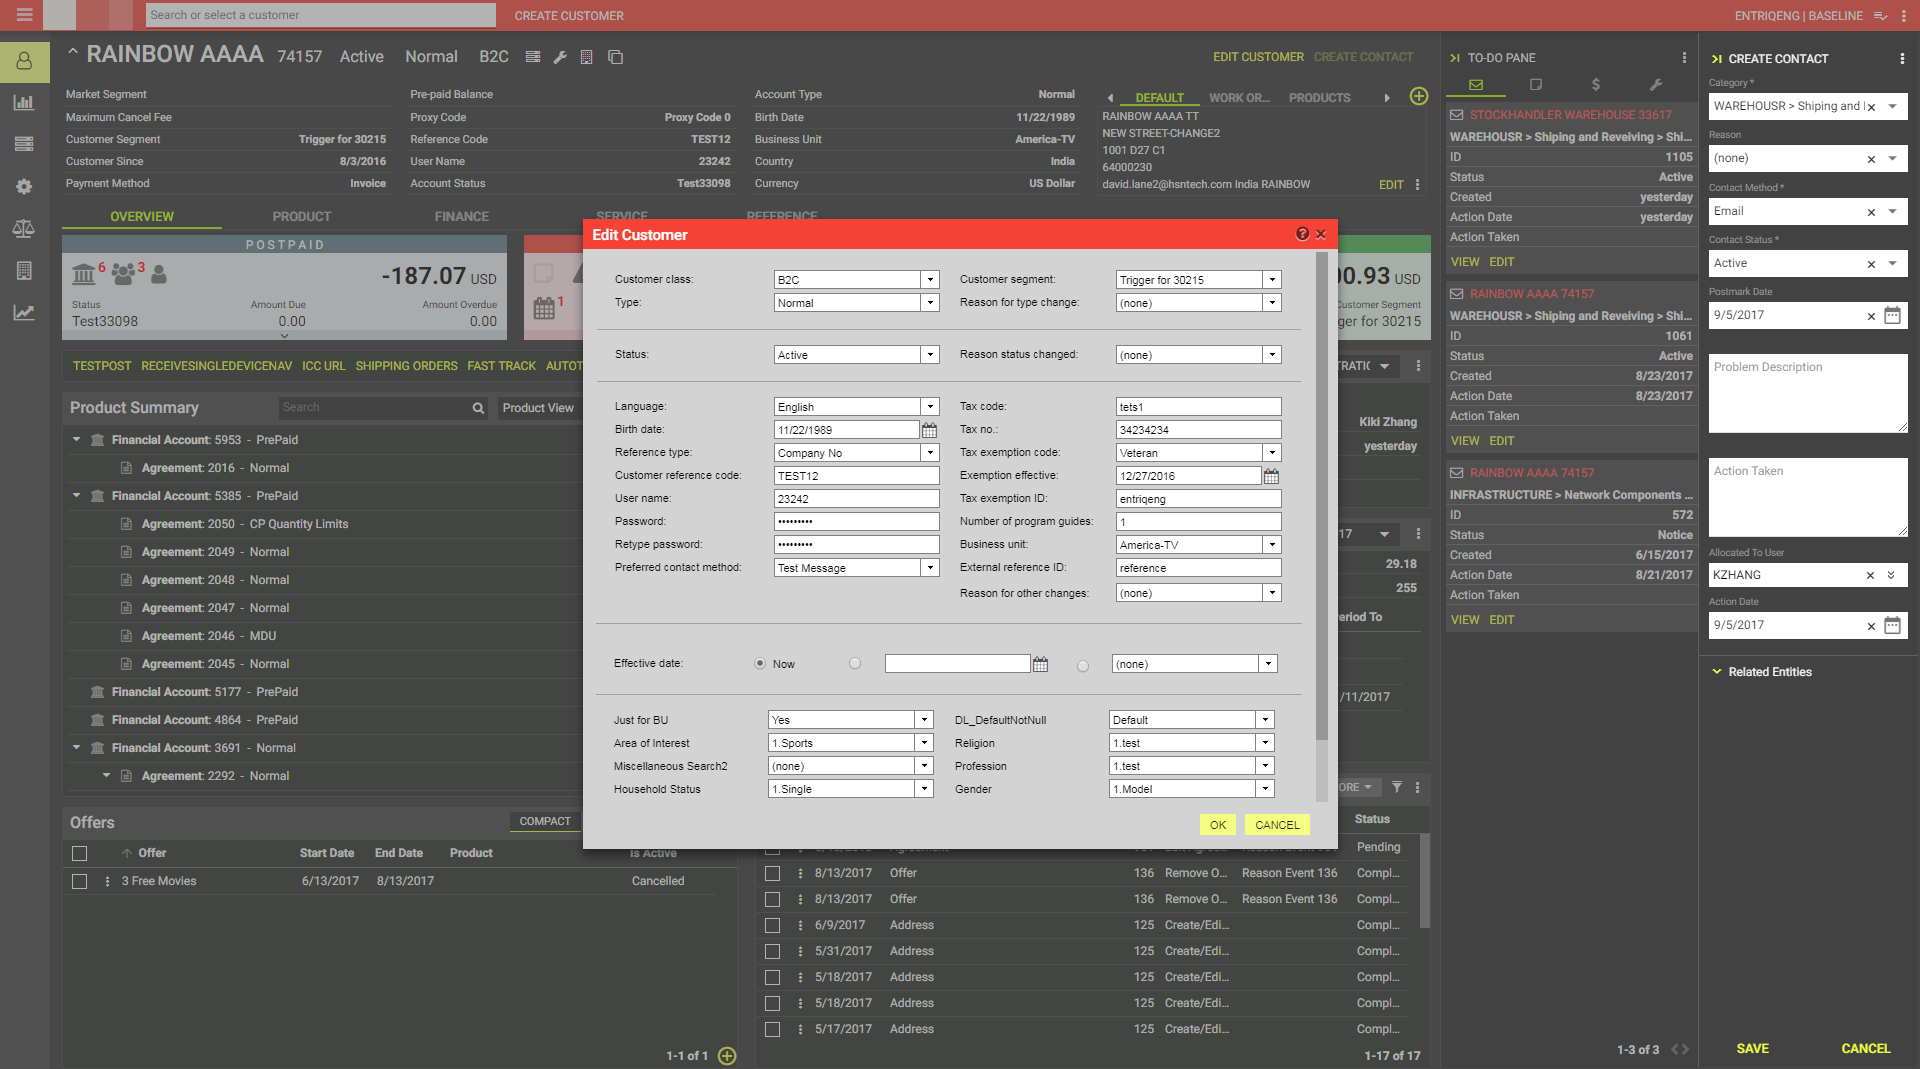 Search or select a customer
CREATE CUSTOMER
ENTRIQENG | BASELINE
RAINBOW AAAA 74157 Active Normal B2C
EDIT CUSTOMER CREATE CONTACT
Market Segment
Maximum Cancel Fee
Customer Segment Trigger for 30215
Customer Since 8/3/2016
Payment Method Invoice
Pre-paid Balance
Proxy Code Proxy Code 0
Reference Code TEST12
User Name 23242
Account Status Test33098
Account Type Normal
Birth Date 11/22/1989
Business Unit America-TV
Country India
Currency US Dollar
DEFAULT WORK OR... PRODUCTS
RAINBOW AAAA TT
NEW STREET-CHANGE2
1001 D27 C1
64000230
david.lane2@hsntech.com India RAINBOW
EDIT
OVERVIEW PRODUCT FINANCE SERVICE REFERENCE
POSTPAID
6 3
-187.07 USD
Status Amount Due Amount Overdue
Test33098 0.00 0.00
1
00.93 USD
Customer Segment
ger for 30215
TESTPOST RECEIVESINGLEDEVICENAV ICC URL SHIPPING ORDERS FAST TRACK AUTOT
Product Summary
Search
Product View
Financial Account: 5953 - PrePaid
Agreement: 2016 - Normal
Financial Account: 5385 - PrePaid
Agreement: 2050 - CP Quantity Limits
Agreement: 2049 - Normal
Agreement: 2048 - Normal
Agreement: 2047 - Normal
Agreement: 2046 - MDU
Agreement: 2045 - Normal
Financial Account: 5177 - PrePaid
Financial Account: 4864 - PrePaid
Financial Account: 3691 - Normal
Agreement: 2292 - Normal
Offers
COMPACT
Offer Start Date End Date Product Is Active
3 Free Movies 6/13/2017 8/13/2017 Cancelled
1-1 of 1
Edit Customer
Customer class: B2C
Customer segment: Trigger for 30215
Type: Normal
Reason for type change: (none)
Status: Active
Reason status changed: (none)
Language: English
Tax code: tets1
Birth date: 11/22/1989
Tax no.: 34234234
Reference type: Company No
Tax exemption code: Veteran
Customer reference code: TEST12
Exemption effective: 12/27/2016
User name: 23242
Tax exemption ID: entriqeng
Password: •••••••••
Number of program guides: 1
Retype password: •••••••••
Business unit: America-TV
Preferred contact method: Test Message
External reference ID: reference
Reason for other changes: (none)
Effective date: Now (none)
Just for BU Yes
DL_DefaultNotNull Default
Area of Interest 1.Sports
Religion 1.test
Miscellaneous Search2 (none)
Profession 1.test
Household Status 1.Single
Gender 1.Model
OK CANCEL
Kiki Zhang
yesterday
17
29.18
255
eriod To
/11/2017
ORE
Status
Pending
8/13/2017 Offer 136 Remove O... Reason Event 136 Compl...
8/13/2017 Offer 136 Remove O... Reason Event 136 Compl...
6/9/2017 Address 125 Create/Edi... Compl...
5/31/2017 Address 125 Create/Edi... Compl...
5/18/2017 Address 125 Create/Edi... Compl...
5/18/2017 Address 125 Create/Edi... Compl...
5/17/2017 Address 125 Create/Edi... Compl...
1-17 of 17
TO-DO PANE
STOCKHANDLER WAREHOUSE 33617
WAREHOUSR > Shiping and Reveiving > Shi...
ID 1105
Status Active
Created yesterday
Action Date yesterday
Action Taken
VIEW EDIT
RAINBOW AAAA 74157
WAREHOUSR > Shiping and Reveiving > Shi...
ID 1061
Status Active
Created 8/23/2017
Action Date 8/23/2017
Action Taken
VIEW EDIT
RAINBOW AAAA 74157
INFRASTRUCTURE > Network Components ...
ID 572
Status Notice
Created 6/15/2017
Action Date 8/21/2017
Action Taken
VIEW EDIT
1-3 of 3
CREATE CONTACT
Category *
WAREHOUSR > Shiping and
Reason
(none)
Contact Method *
Email
Contact Status *
Active
Postmark Date
9/5/2017
Problem Description
Action Taken
Allocated To User
KZHANG
Action Date
9/5/2017
Related Entities
SAVE CANCEL